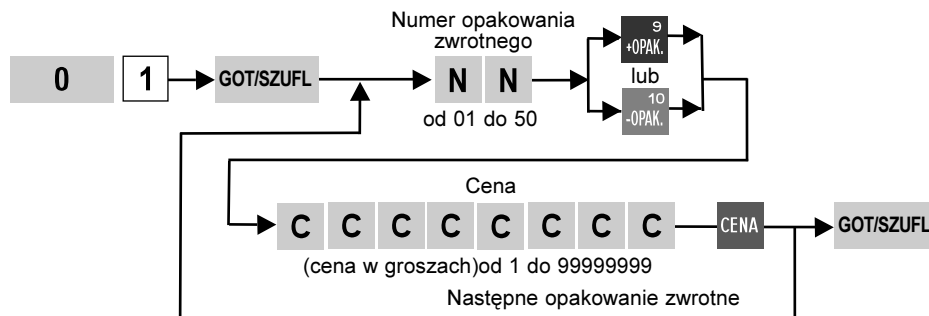 Numer opakowania
zwrotnego
0 1 GOT/SZUFL N N
9
+OPAK.
lub
10
-OPAK.
od 01 do 50
Cena
C C C C C C C C CENA GOT/SZUFL
(cena w groszach)od 1 do 99999999
Następne opakowanie zwrotne